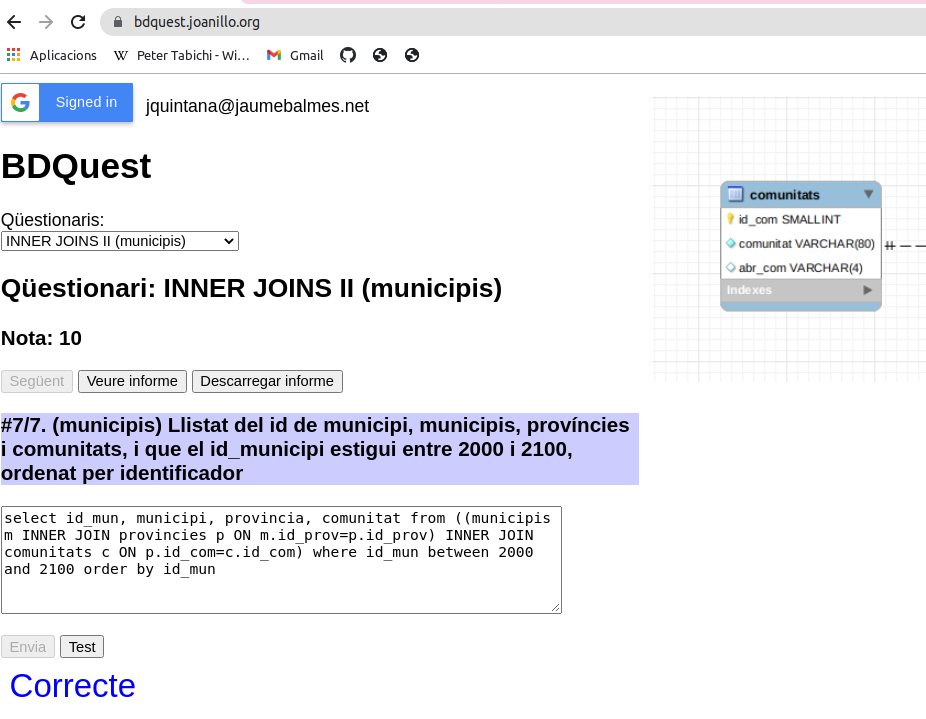 bdquest.joanillo.org
Aplicacions
W Peter Tabichi - Wi...
Gmail
G Signed in
jquintana@jaumebalmes.net
BDQuest
Qüestionaris:
INNER JOINS II (municipis)
Qüestionari: INNER JOINS II (municipis)
Nota: 10
Següent Veure informe Descarregar informe
#7/7. (municipis) Llistat del id de municipi, municipis, províncies
i comunitats, i que el id_municipi estigui entre 2000 i 2100,
ordenat per identificador
select id_mun, municipi, provincia, comunitat from ((municipis
m INNER JOIN provincies p ON m.id_prov=p.id_prov) INNER JOIN
comunitats c ON p.id_com=c.id_com) where id_mun between 2000
and 2100 order by id_mun
Envia Test
Correcte
comunitats
id_com SMALLINT
comunitat VARCHAR(80)
abr_com VARCHAR(4)
Indexes